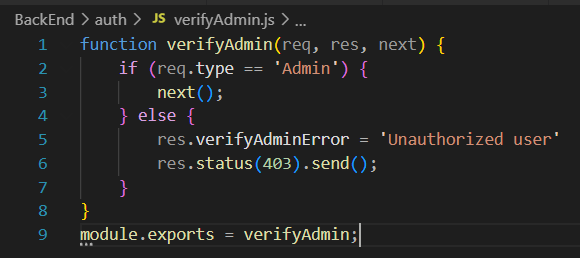 BackEnd > auth > JS verifyAdmin.js > ...
1 function verifyAdmin(req, res, next) {
2     if (req.type == 'Admin') {
3         next();
4     } else {
5         res.verifyAdminError = 'Unauthorized user'
6         res.status(403).send();
7     }
8 }
9 module.exports = verifyAdmin;